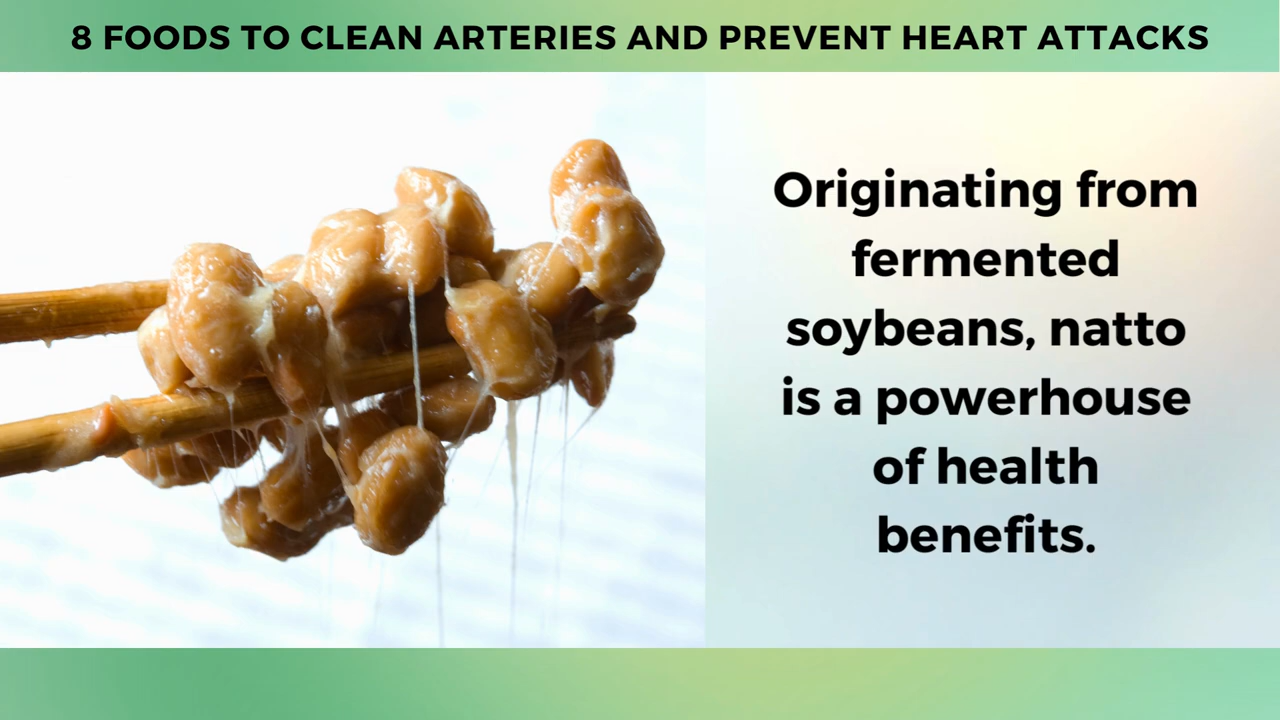 8 FOODS TO CLEAN ARTERIES AND PREVENT HEART ATTACKS
Originating from
fermented
soybeans, natto
is a powerhouse
of health
benefits.